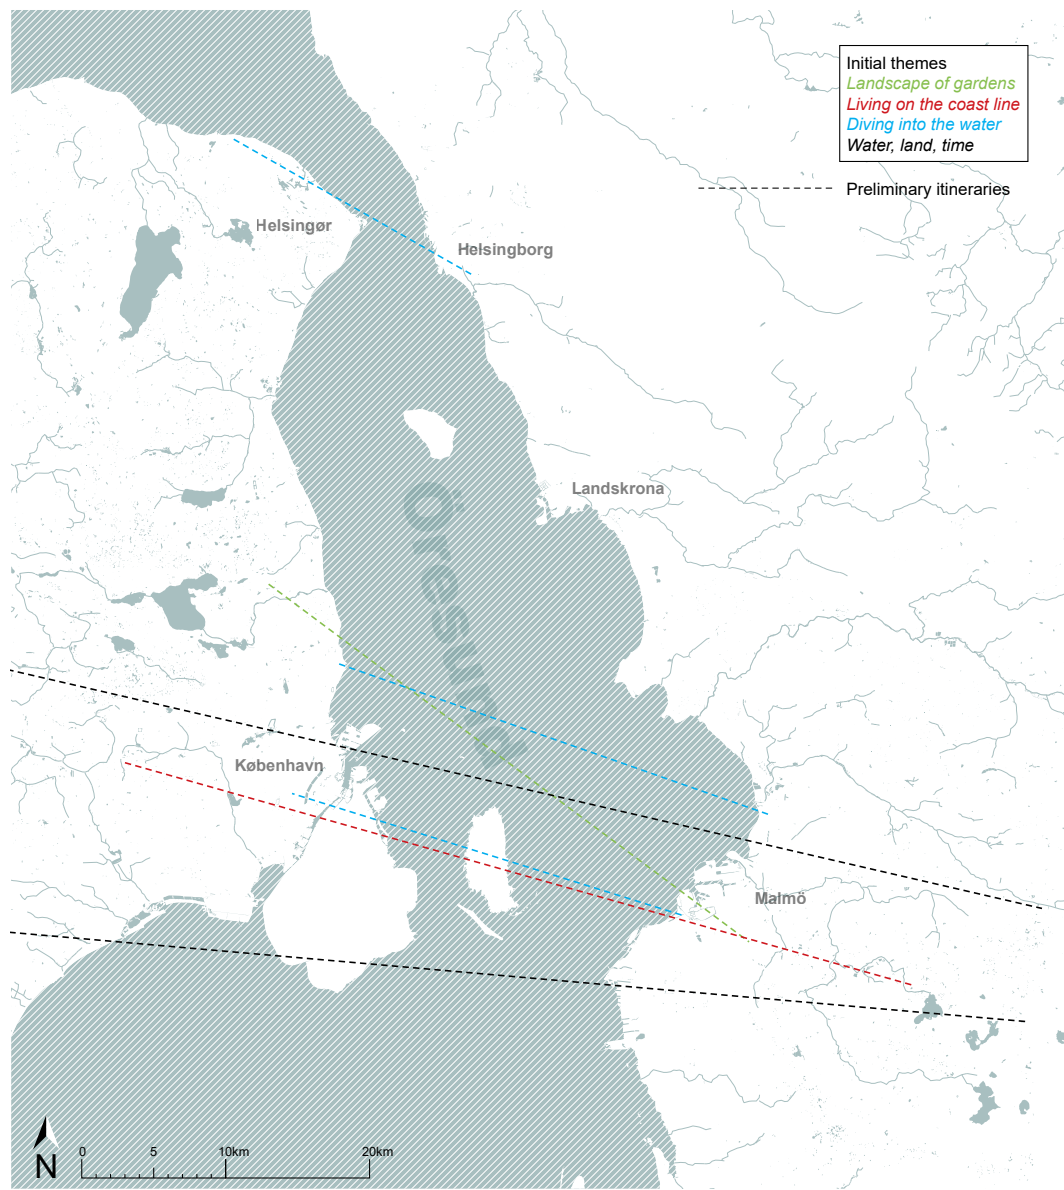 Initial themes
Landscape of gardens
Living on the coast line
Diving into the water
Water, land, time
Preliminary itineraries
Helsingør
Helsingborg
Landskrona
Öresund
København
Malmö
N
0 5 10km 20km